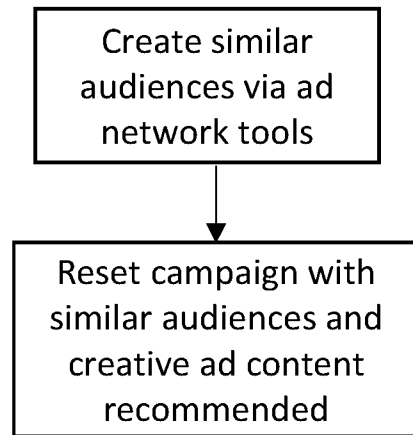 Create similar
audiences via ad
network tools
Reset campaign with
similar audiences and
creative ad content
recommended